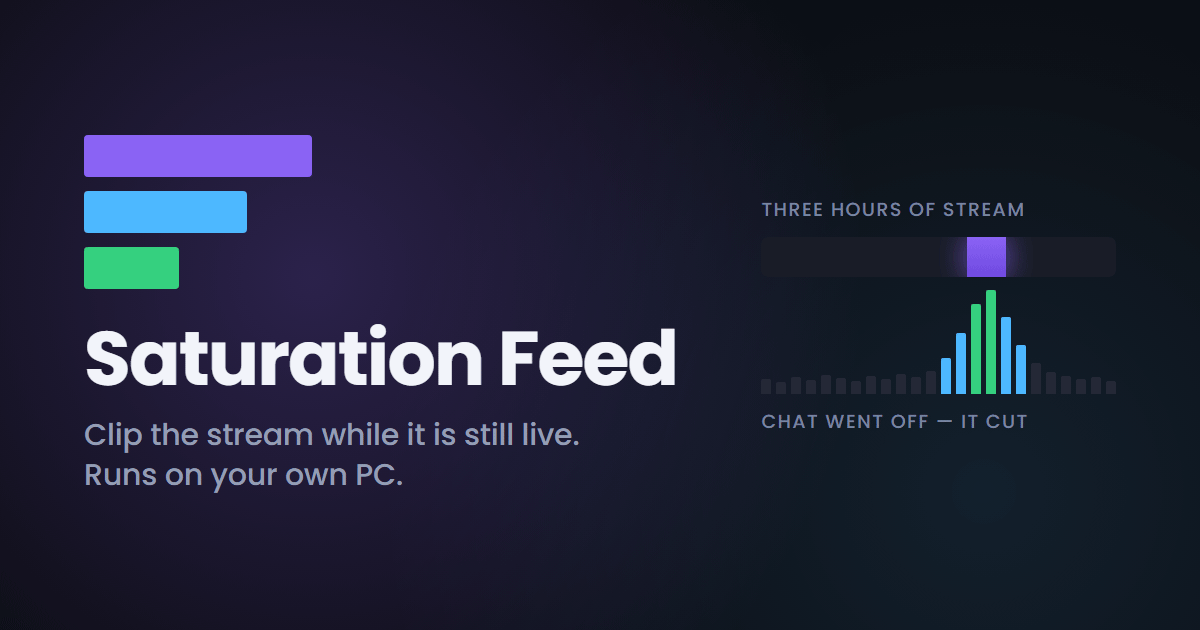 Saturation Feed
Clip the stream while it is still live.
Runs on your own PC.
THREE HOURS OF STREAM
CHAT WENT OFF — IT CUT